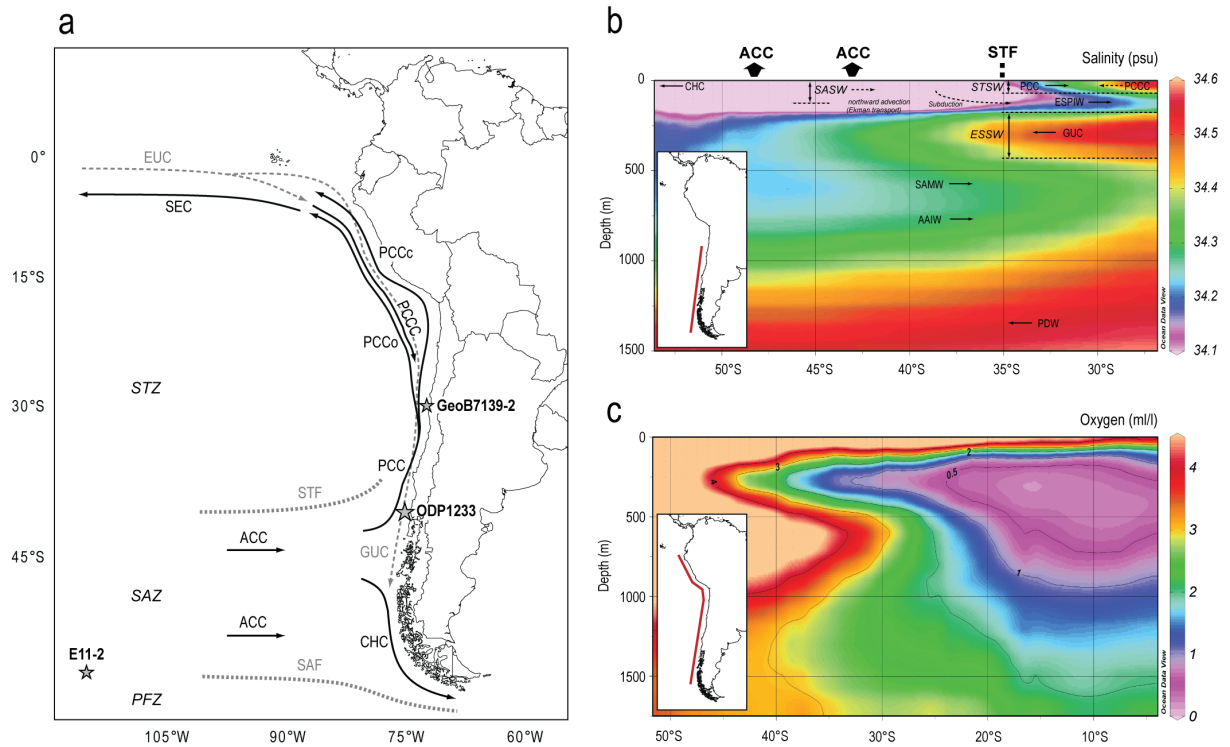 a
0°
15°S
30°S
45°S
EUC
SEC
PCCc
PCCC
PCCo
STZ
GeoB7139-2
PCC
STF
ODP1233
ACC
GUC
SAZ
ACC
CHC
E11-2
SAF
PFZ
105°W 90°W 75°W 60°W
b
ACC ACC STF Salinity (psu)
CHC SASW STSW PCC PCCC
northward advection
(Ekman transport)
Subduction
ESPIW
ESSW GUC
SAMW
AAIW
PDW
Depth (m)
0
500
1000
1500
50°S 45°S 40°S 35°S 30°S
34.6
34.5
34.4
34.3
34.2
34.1
Ocean Data View
c
Oxygen (ml/l)
4 3 2 0,5 1
Depth (m)
0
500
1000
1500
50°S 40°S 30°S 20°S 10°S
4
3
2
1
0
Ocean Data View